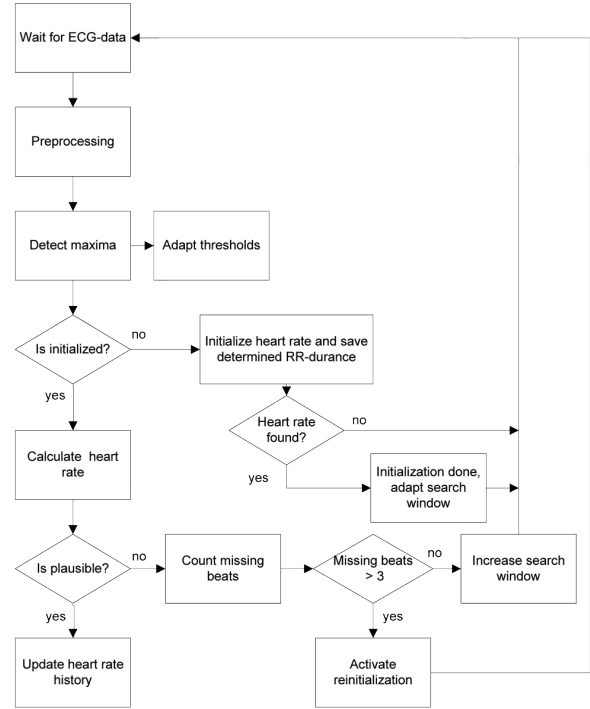 Wait for ECG-data
Preprocessing
Detect maxima
Adapt thresholds
Is initialized?
no
Initialize heart rate and save
determined RR-durance
yes
Heart rate
found?
no
Calculate heart
rate
yes
Initialization done,
adapt search
window
Is plausible?
no
Count missing
beats
Missing beats
> 3
no
Increase search
window
yes
yes
Update heart rate
history
Activate
reinitialization